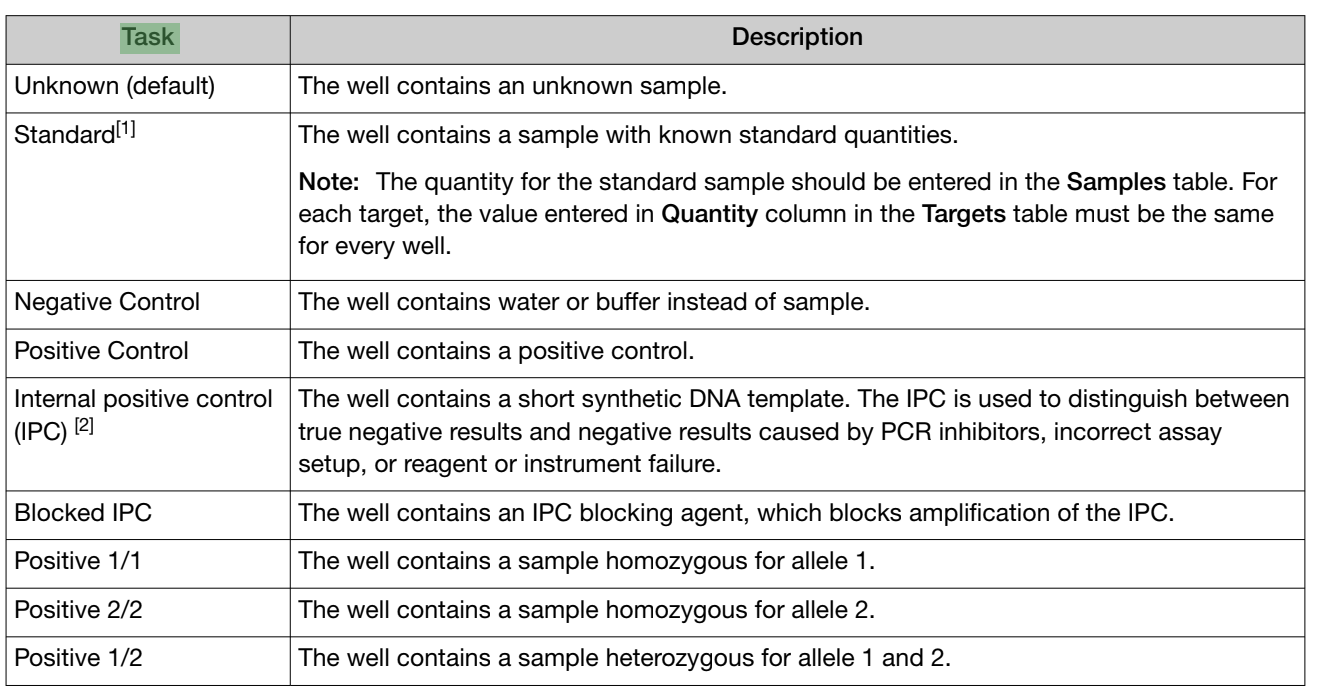 Task Description
Unknown (default) The well contains an unknown sample.
Standard[1] The well contains a sample with known standard quantities.
Note: The quantity for the standard sample should be entered in the Samples table. For
each target, the value entered in Quantity column in the Targets table must be the same
for every well.
Negative Control The well contains water or buffer instead of sample.
Positive Control The well contains a positive control.
Internal positive control The well contains a short synthetic DNA template. The IPC is used to distinguish between
(IPC) [2] true negative results and negative results caused by PCR inhibitors, incorrect assay
setup, or reagent or instrument failure.
Blocked IPC The well contains an IPC blocking agent, which blocks amplification of the IPC.
Positive 1/1 The well contains a sample homozygous for allele 1.
Positive 2/2 The well contains a sample homozygous for allele 2.
Positive 1/2 The well contains a sample heterozygous for allele 1 and 2.